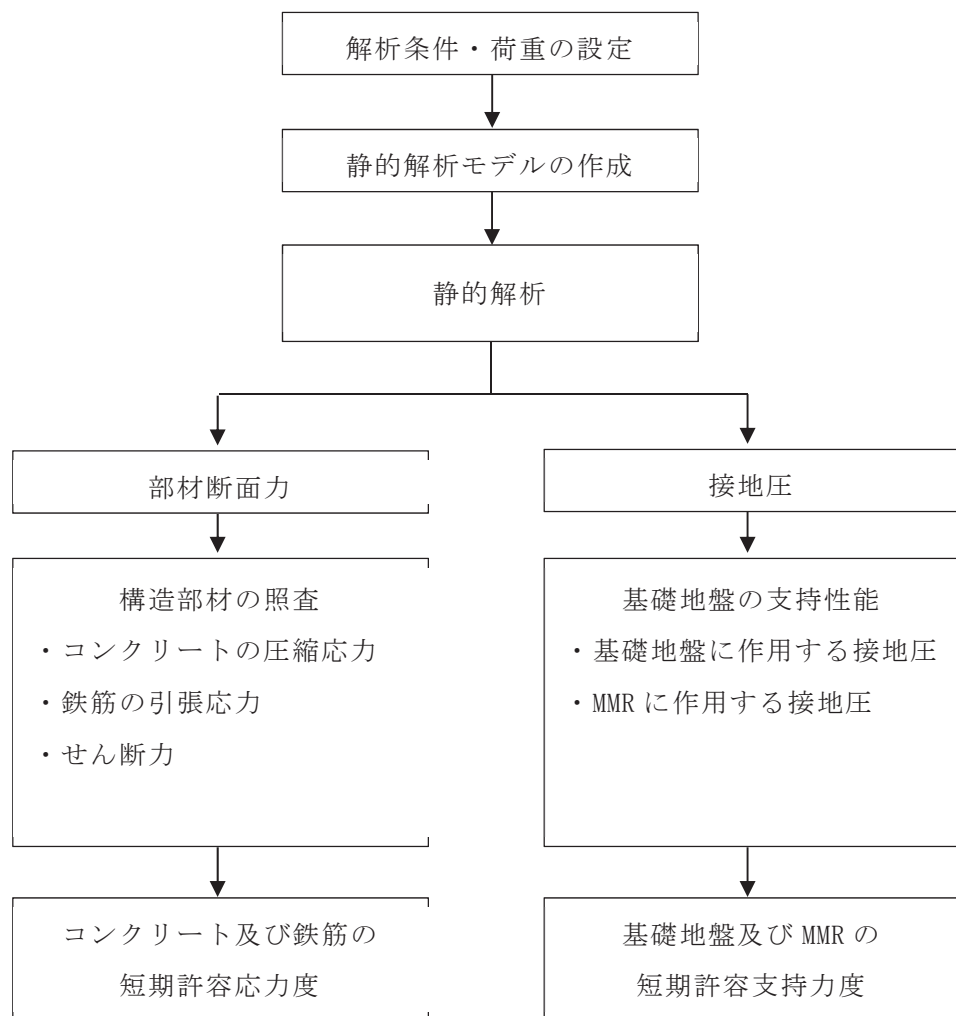 解析条件・荷重の設定
静的解析モデルの作成
静的解析
部材断面力
接地圧
構造部材の照査
・コンクリートの圧縮応力
・鉄筋の引張応力
・せん断力
基礎地盤の支持性能
・基礎地盤に作用する接地圧
・MMR に作用する接地圧
コンクリート及び鉄筋の
短期許容応力度
基礎地盤及び MMR の
短期許容支持力度